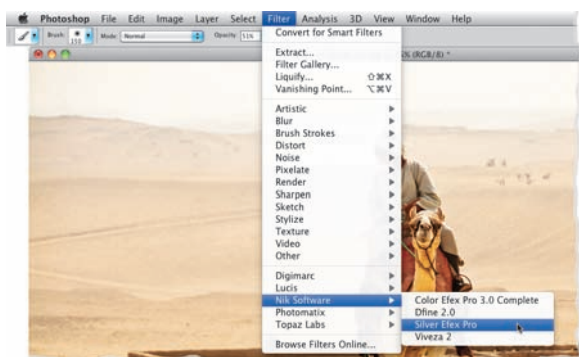 Photoshop File Edit Image Layer Select Filter Analysis 3D View Window Help
Brush: 150 Mode: Normal Opacity: 51%
Convert for Smart Filters
% (RGB/8) *
Extract...
Filter Gallery...
Liquify... ⇧⌘X
Vanishing Point... ⌥⌘V
Artistic
Blur
Brush Strokes
Distort
Noise
Pixelate
Render
Sharpen
Sketch
Stylize
Texture
Video
Other
Digimarc
Lucis
Nik Software
Color Efex Pro 3.0 Complete
Photomatix
Dfine 2.0
Topaz Labs
Silver Efex Pro
Viveza 2
Browse Filters Online...